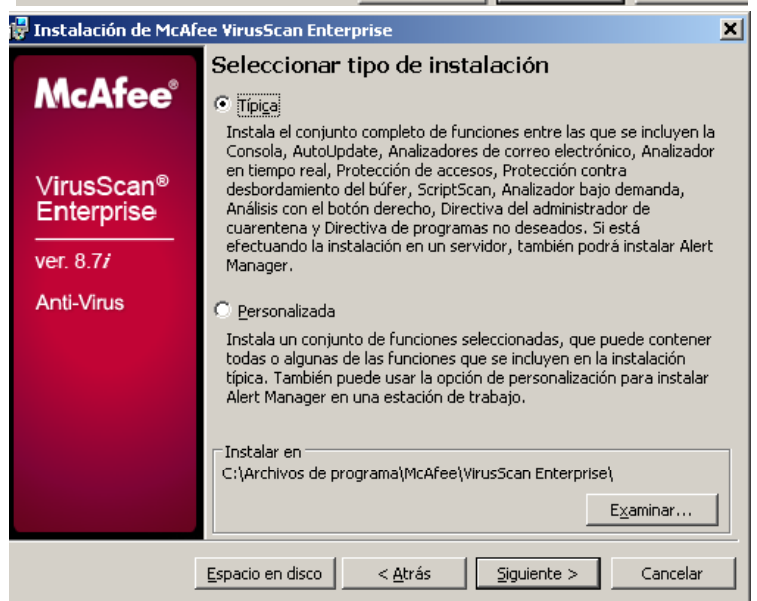 Instalación de McAfee VirusScan Enterprise
McAfee®
VirusScan®
Enterprise
ver. 8.7i
Anti-Virus
Seleccionar tipo de instalación
Típica
Instala el conjunto completo de funciones entre las que se incluyen la
Consola, AutoUpdate, Analizadores de correo electrónico, Analizador
en tiempo real, Protección de accesos, Protección contra
desbordamiento del búfer, ScriptScan, Analizador bajo demanda,
Análisis con el botón derecho, Directiva del administrador de
cuarentena y Directiva de programas no deseados. Si está
efectuando la instalación en un servidor, también podrá instalar Alert
Manager.
Personalizada
Instala un conjunto de funciones seleccionadas, que puede contener
todas o algunas de las funciones que se incluyen en la instalación
típica. También puede usar la opción de personalización para instalar
Alert Manager en una estación de trabajo.
Instalar en
C:\Archivos de programa\McAfee\VirusScan Enterprise\
Examinar...
Espacio en disco
< Atrás
Siguiente >
Cancelar